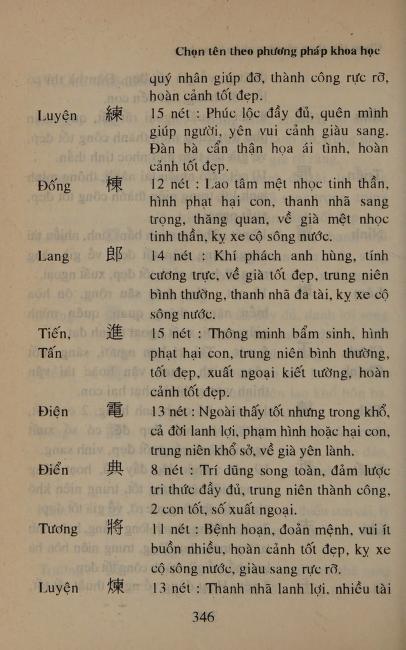 Chọn tên theo phương pháp khoa học
quý nhân giúp đỡ, thành công rực rỡ,
hoàn cảnh tốt đẹp.
Luyện 練 15 nét : Phúc lộc đầy đủ, quên mình
giúp người, yên vui cảnh giàu sang.
Đàn bà cẩn thận họa ái tình, hoàn
cảnh tốt đẹp.
Đống 棟 12 nét : Lao tâm mệt nhọc tinh thần,
hình phạt hại con, thanh nhã sang
trọng, thăng quan, về già mệt nhọc
tinh thần, kỵ xe cộ sông nước.
Lang 郎 14 nét : Khí phách anh hùng, tính
cương trực, về già tốt đẹp, trung niên
bình thường, thanh nhã đa tài, kỵ xe cộ
sông nước.
Tiến, 進 15 nét : Thông minh bẩm sinh, hình
Tấn phạt hại con, trung niên bình thường,
tốt đẹp, xuất ngoại kiết tường, hoàn
cảnh tốt đẹp.
Điện 電 13 nét : Ngoài thấy tốt nhưng trong khổ,
cả đời lanh lợi, phạm hình hoặc hại con,
trung niên khổ sở, về già yên lành.
Điển 典 8 nét : Trí dũng song toàn, đảm lược
tri thức đầy đủ, trung niên thành công,
2 con tốt, số xuất ngoại.
Tương 將 11 nét : Bệnh hoạn, đoản mệnh, vui ít
buồn nhiều, hoàn cảnh tốt đẹp, kỵ xe
cộ sông nước, giàu sang rực rỡ.
Luyện 煉 13 nét : Thanh nhã lanh lợi, nhiều tài
346